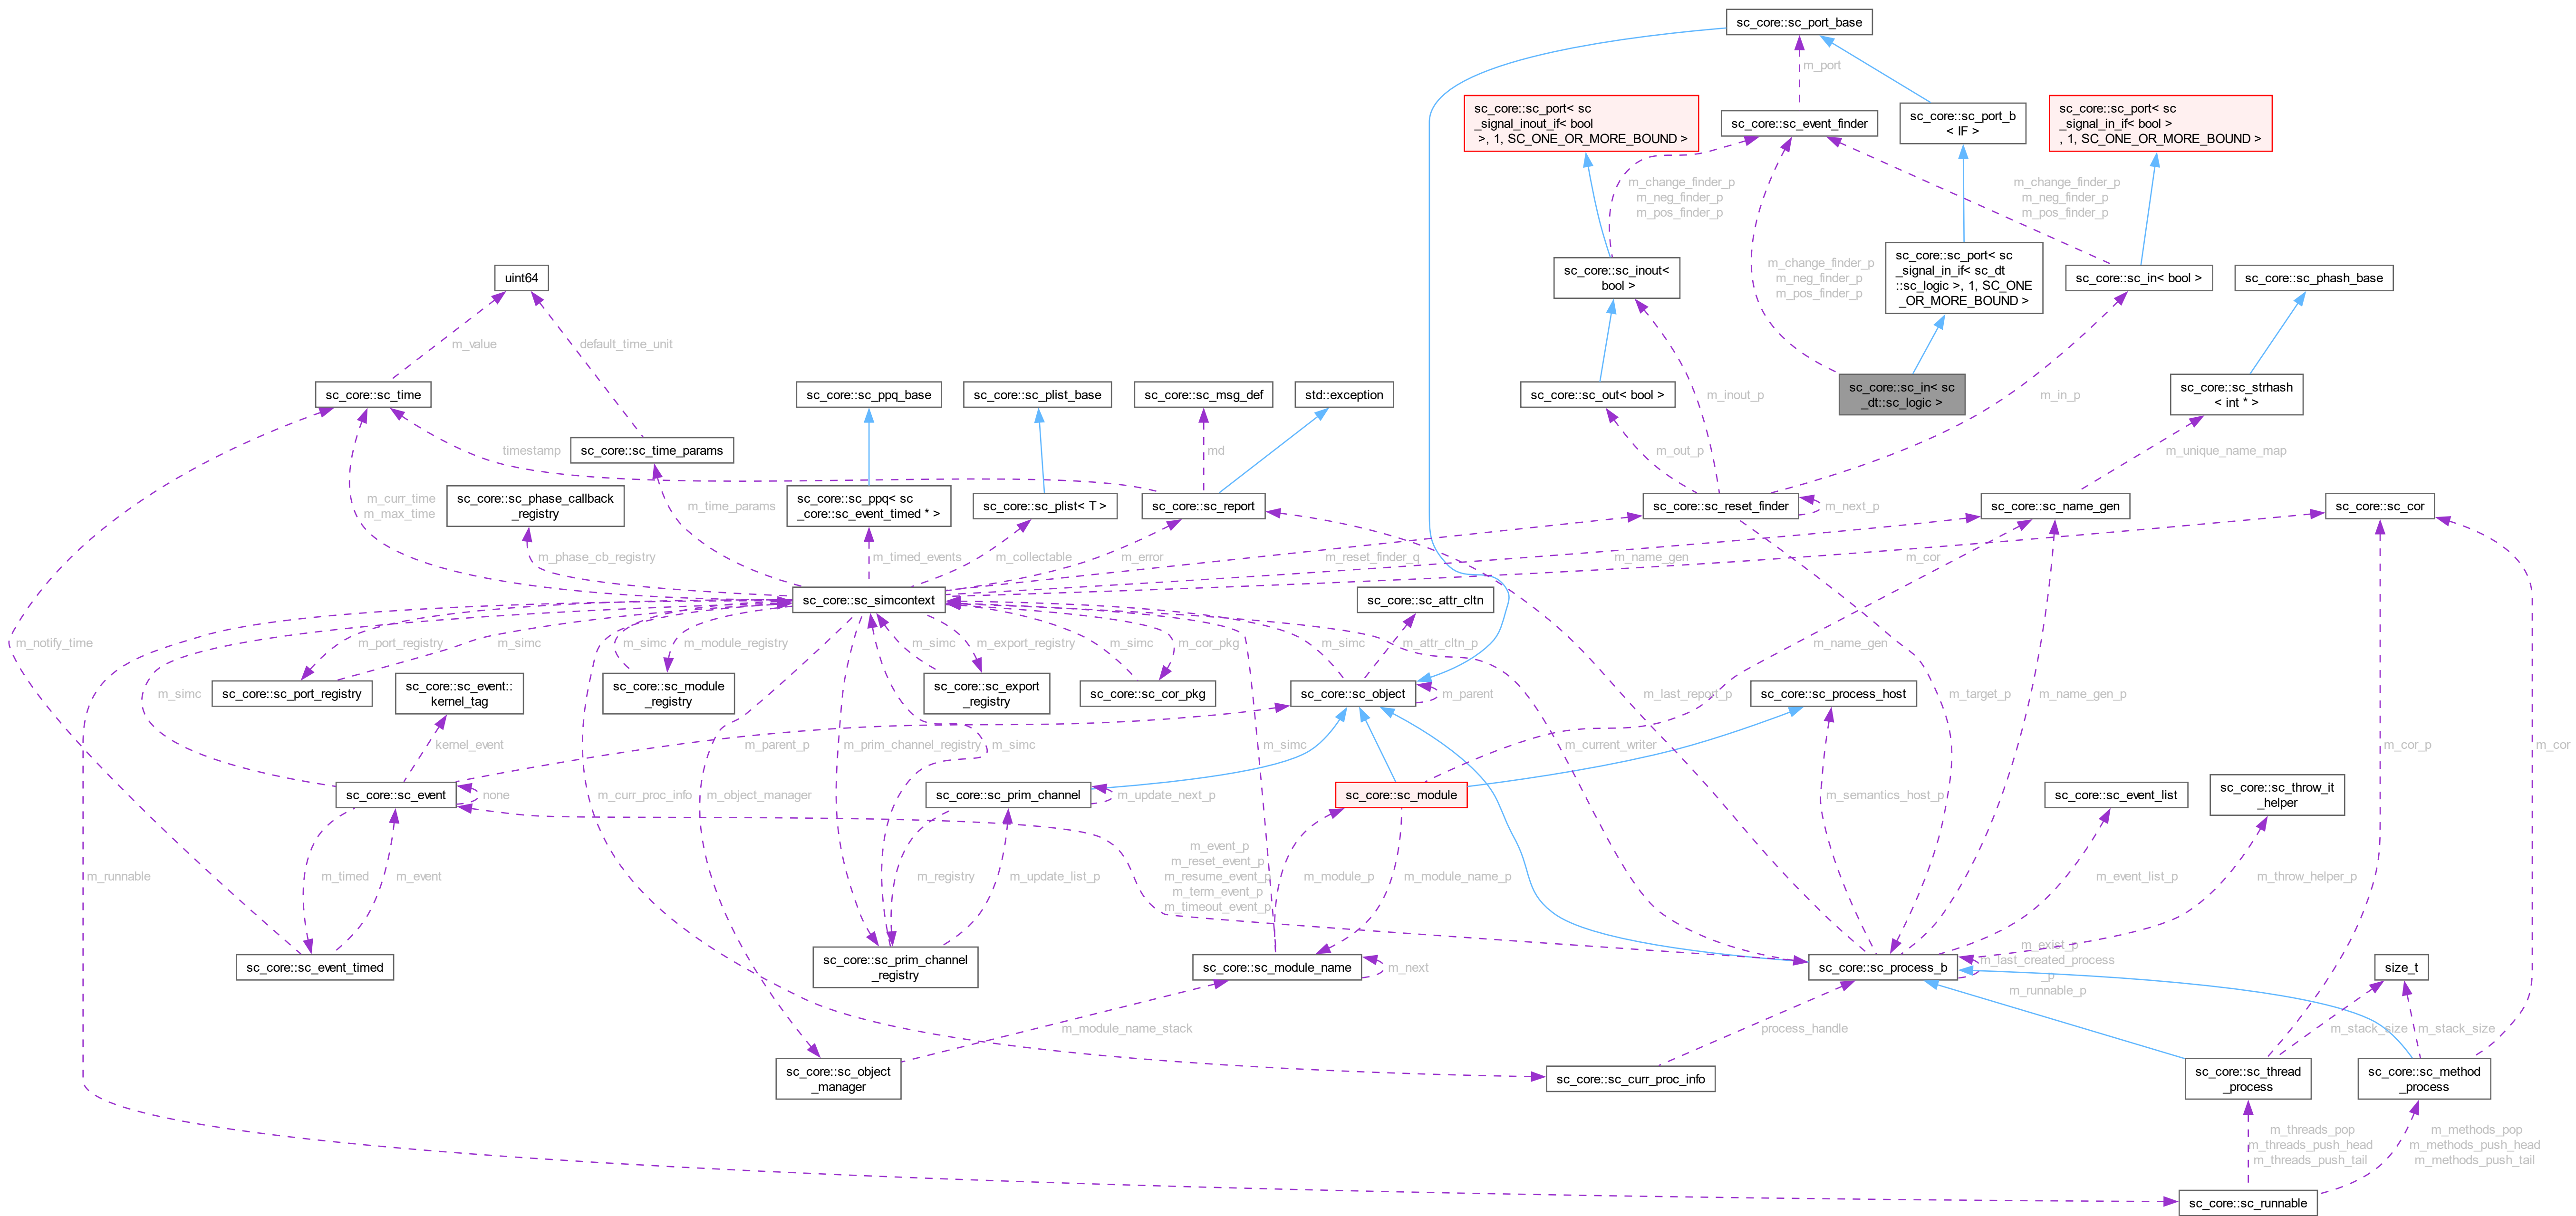 sc_core::sc_port_base
m_port
sc_core::sc_port< sc
_signal_inout_if< bool
>, 1, SC_ONE_OR_MORE_BOUND >
sc_core::sc_event_finder
sc_core::sc_port_b
< IF >
sc_core::sc_port< sc
_signal_in_if< bool >
, 1, SC_ONE_OR_MORE_BOUND >
m_change_finder_p
m_neg_finder_p
m_pos_finder_p
m_change_finder_p
m_neg_finder_p
m_pos_finder_p
uint64
sc_core::sc_inout<
bool >
m_change_finder_p
m_neg_finder_p
m_pos_finder_p
sc_core::sc_port< sc
_signal_in_if< sc_dt
::sc_logic >, 1, SC_ONE
_OR_MORE_BOUND >
sc_core::sc_in< bool >
sc_core::sc_phash_base
m_value
default_time_unit
sc_core::sc_time
sc_core::sc_ppq_base
sc_core::sc_plist_base
sc_core::sc_msg_def
std::exception
sc_core::sc_out< bool >
m_inout_p
sc_core::sc_in< sc
_dt::sc_logic >
m_in_p
sc_core::sc_strhash
< int * >
sc_core::sc_time_params
timestamp
md
m_out_p
m_unique_name_map
m_curr_time
m_max_time
sc_core::sc_phase_callback
_registry
m_time_params
sc_core::sc_ppq< sc
_core::sc_event_timed * >
sc_core::sc_plist< T >
sc_core::sc_report
sc_core::sc_reset_finder
m_next_p
sc_core::sc_name_gen
sc_core::sc_cor
m_phase_cb_registry
m_timed_events
m_collectable
m_error
m_reset_finder_q
m_name_gen
m_cor
sc_core::sc_simcontext
sc_core::sc_attr_cltn
m_notify_time
m_port_registry
m_simc
m_simc
m_module_registry
m_simc
m_export_registry
m_simc
m_cor_pkg
m_simc
m_attr_cltn_p
m_name_gen
m_simc
sc_core::sc_port_registry
sc_core::sc_event::
kernel_tag
sc_core::sc_module
_registry
sc_core::sc_export
_registry
sc_core::sc_cor_pkg
sc_core::sc_object
m_parent
m_last_report_p
sc_core::sc_process_host
m_target_p
m_name_gen_p
kernel_event
m_parent_p
m_prim_channel_registry
m_simc
m_simc
m_current_writer
m_cor_p
m_cor
sc_core::sc_event
none
m_curr_proc_info
m_object_manager
sc_core::sc_prim_channel
m_update_next_p
sc_core::sc_module
m_semantics_host_p
sc_core::sc_event_list
sc_core::sc_throw_it
_helper
m_runnable
m_timed
m_event
m_registry
m_update_list_p
m_event_p
m_reset_event_p
m_resume_event_p
m_term_event_p
m_timeout_event_p
m_module_p
m_module_name_p
m_event_list_p
m_throw_helper_p
sc_core::sc_event_timed
sc_core::sc_prim_channel
_registry
sc_core::sc_module_name
m_next
sc_core::sc_process_b
m_exist_p
m_last_created_process
_p
m_runnable_p
size_t
m_module_name_stack
process_handle
m_stack_size
m_stack_size
sc_core::sc_object
_manager
sc_core::sc_curr_proc_info
sc_core::sc_thread
_process
sc_core::sc_method
_process
m_threads_pop
m_threads_push_head
m_threads_push_tail
m_methods_pop
m_methods_push_head
m_methods_push_tail
sc_core::sc_runnable